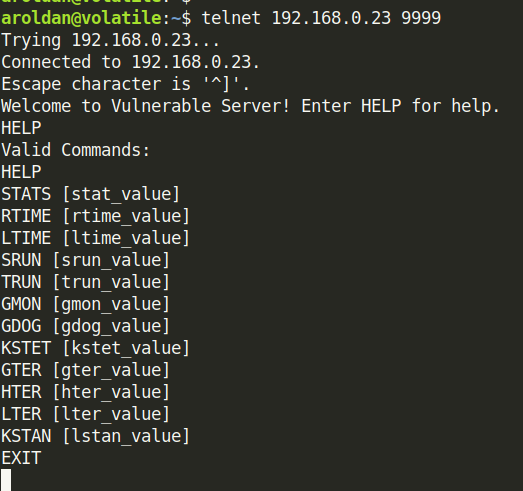 aroldan@volatile:~$ telnet 192.168.0.23 9999
Trying 192.168.0.23...
Connected to 192.168.0.23.
Escape character is '^]'.
Welcome to Vulnerable Server! Enter HELP for help.
HELP
Valid Commands:
HELP
STATS [stat_value]
RTIME [rtime_value]
LTIME [ltime_value]
SRUN [srun_value]
TRUN [trun_value]
GMON [gmon_value]
GDOG [gdog_value]
KSTET [kstet_value]
GTER [gter_value]
HTER [hter_value]
LTER [lter_value]
KSTAN [lstan_value]
EXIT